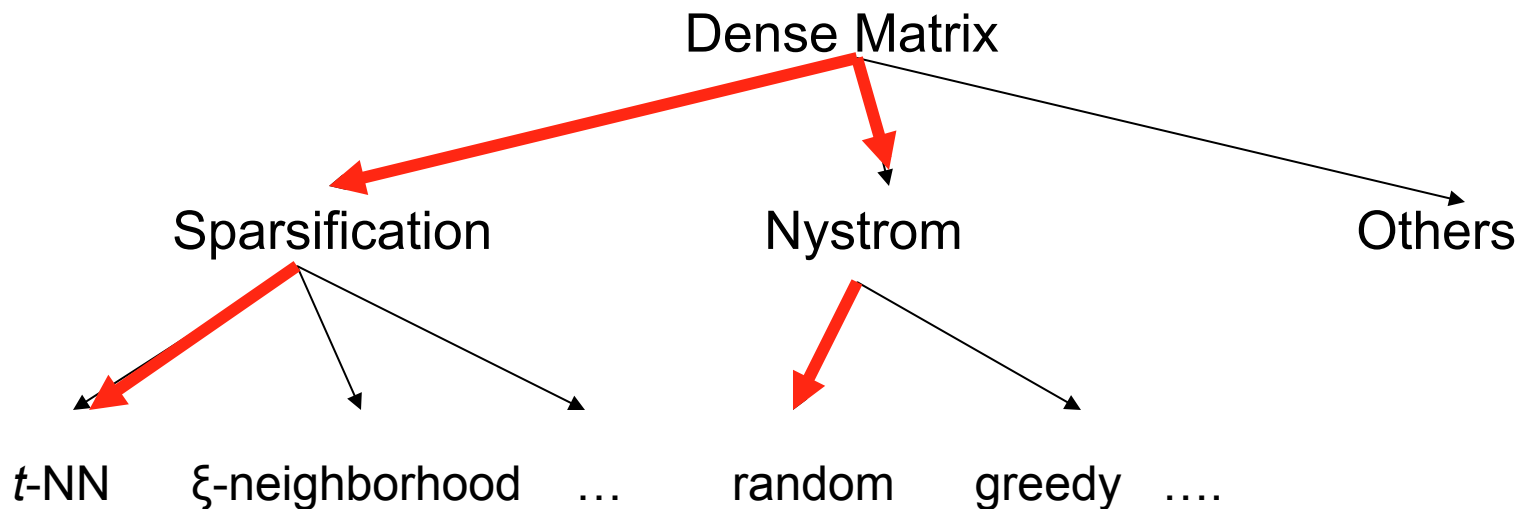 Dense Matrix
Sparsification Nystrom Others
t-NN ξ-neighborhood … random greedy ….